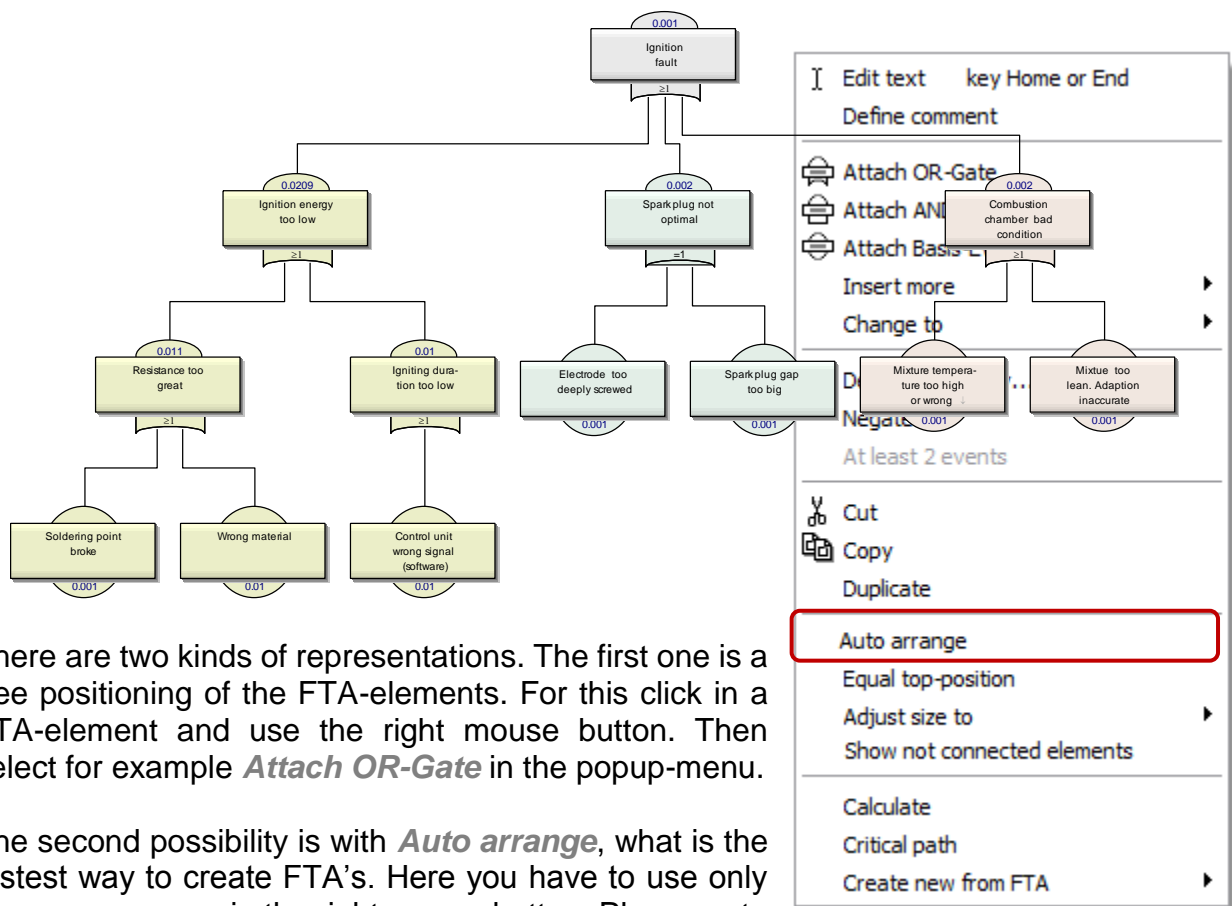 0.001
Ignition
fault
≥1
0.0209
Ignition energy
too low
≥1
0.002
Spark plug not
optimal
=1
0.002
Combustion
chamber bad
condition
≥1
0.011
Resistance too
great
≥1
0.01
Igniting dura-
tion too low
≥1
Electrode too
deeply screwed
0.001
Spark plug gap
too big
0.001
Mixture tempera-
ture too high
or wrong ↓
0.001
Mixtue too
lean. Adaption
inaccurate
0.001
Soldering point
broke
0.001
Wrong material
0.01
Control unit
wrong signal
(software)
0.01
Edit text key Home or End
Define comment
Attach OR-Gate
Attach
Attach Basis-E
Insert more
Change to
Negate
At least 2 events
Cut
Copy
Duplicate
Auto arrange
Equal top-position
Adjust size to
Show not connected elements
Calculate
Critical path
Create new from FTA
here are two kinds of representations. The first one is a
ee positioning of the FTA-elements. For this click in a
TA-element and use the right mouse button. Then
elect for example Attach OR-Gate in the popup-menu.
he second possibility is with Auto arrange, what is the
stest way to create FTA's. Here you have to use only